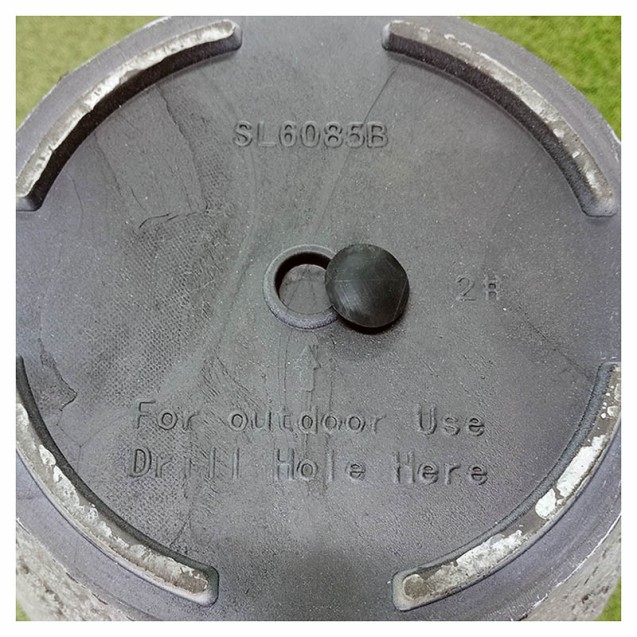 SL6085B
2#
For outdoor Use
Drill Hole Here